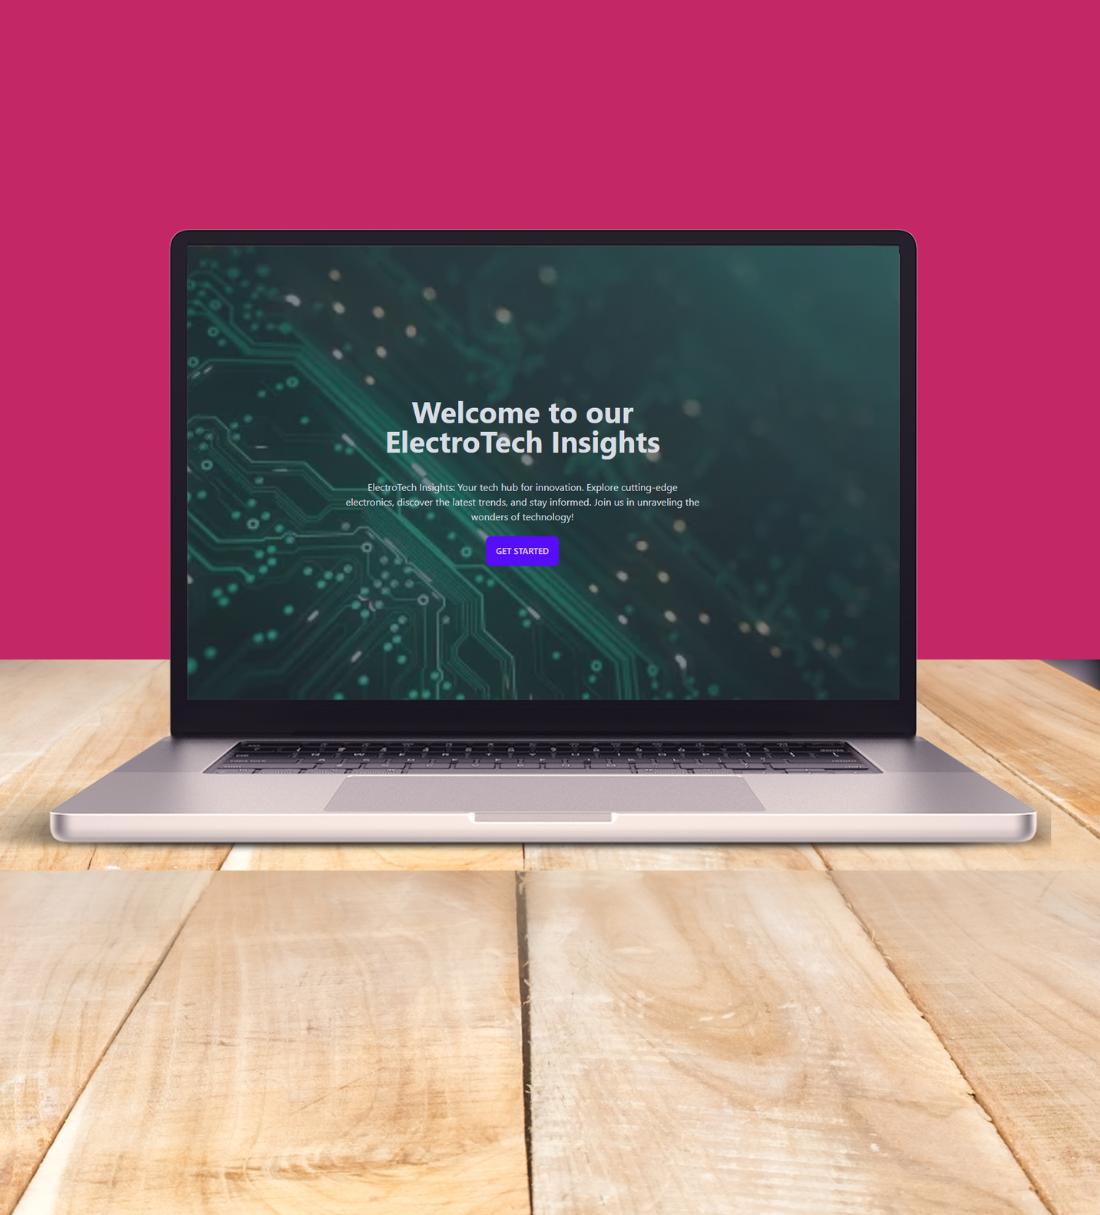 Welcome to our
ElectroTech Insights
ElectroTech Insights: Your tech hub for innovation. Explore cutting-edge
electronics, discover the latest trends, and stay informed. Join us in unraveling the
wonders of technology!
GET STARTED